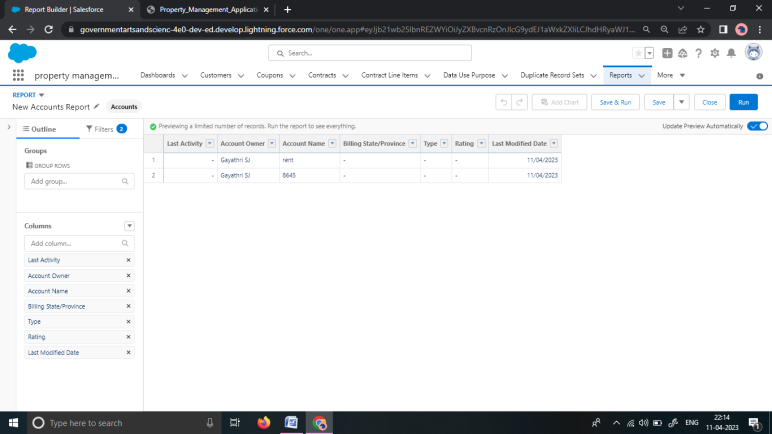 Report Builder | Salesforce
Property_Management_Applicati
governmentartsandscienc-4e0-dev-ed.develop.lightning.force.com/one/one.app#
Search...
property managem...
Dashboards
Customers
Coupons
Contracts
Contract Line Items
Data Use Purpose
Duplicate Record Sets
Reports
More
REPORT
New Accounts Report
Accounts
Add Chart
Save & Run
Save
Close
Run
Outline
Filters 2
Previewing a limited number of records. Run the report to see everything.
Update Preview Automatically
Groups
GROUP ROWS
Add group...
Columns
Add column...
Last Activity
Account Owner
Account Name
Billing State/Province
Type
Rating
Last Modified Date
Last Activity Account Owner Account Name Billing State/Province Type Rating Last Modified Date
1 - Gayathri SJ rent - - - 11/04/2023
2 - Gayathri SJ 8645 - - - 11/04/2023
Type here to search
ENG
22:14
11-04-2023
1